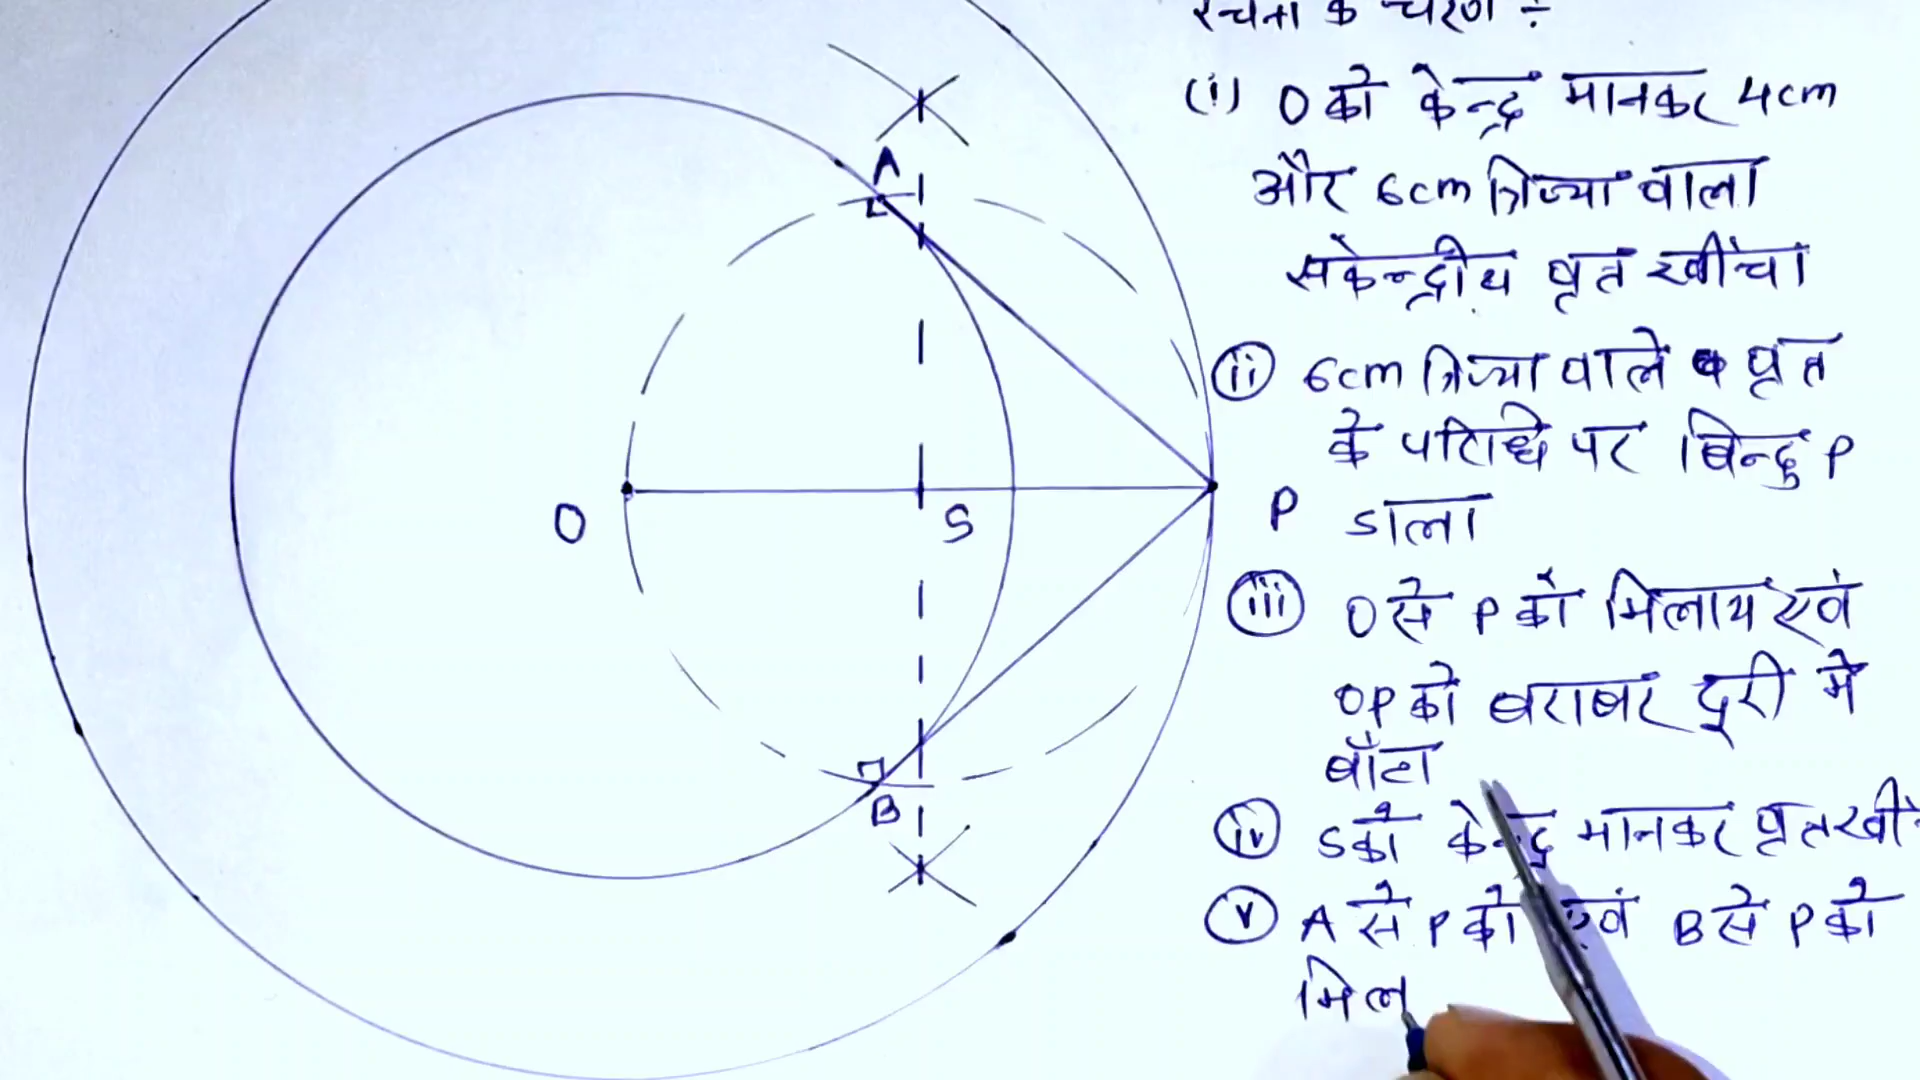 रचना के चरण ÷
(i) O को केन्द्र मानकर 4cm
और 6cm त्रिज्या वाला
संकेन्द्रीय वृत खींचा
(ii) 6cm त्रिज्या वाले वृत
के परिधि पर बिन्दु P
डाला
(iii) O से P को मिलाय एवं
OP को बराबर दूरी में
बाँटा
(iv) S को केन्द्र मानकर वृत खीं
(v) A से P को एवं B से P को
मिल
A
O
S
P
B